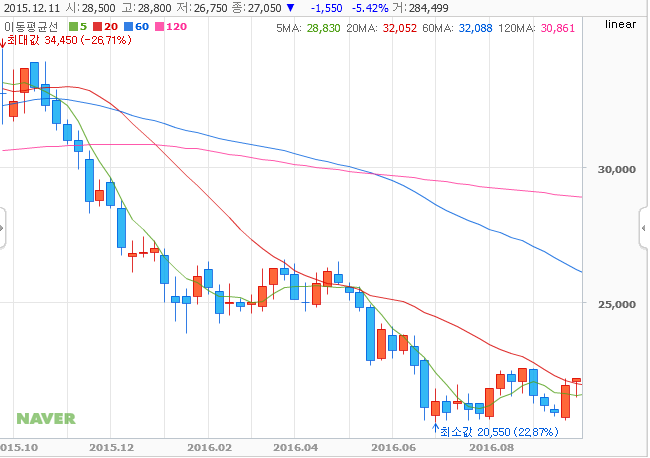 2015.12.11 시:28,500 고:28,800 저:26,750 종:27,050 ▼ -1,550 -5.42% 거:284,499
이동평균선 5 20 60 120 5MA: 28,830 20MA: 32,052 60MA: 32,088 120MA: 30,861 linear
최대값 34,450 (-26,71%)
30,000
25,000
최소값 20,550 (22,87%)
NAVER
015.10 2015.12 2016.02 2016.04 2016.06 2016.08